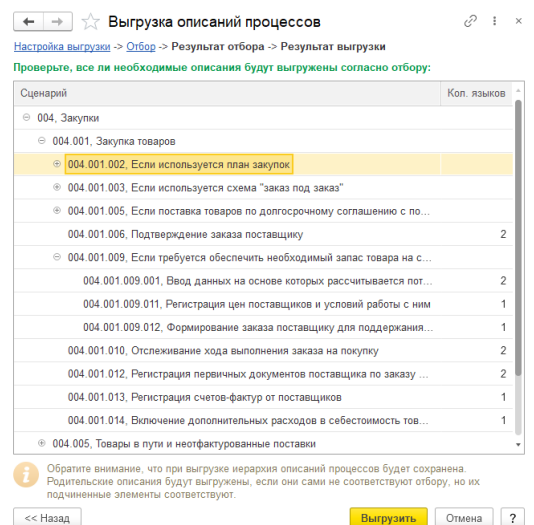 Выгрузка описаний процессов
Настройка выгрузки -> Отбор -> Результат отбора -> Результат выгрузки
Проверьте, все ли необходимые описания будут выгружены согласно отбору:
Сценарий Кол. языков
004, Закупки
004.001, Закупка товаров
004.001.002, Если используется план закупок
004.001.003, Если используется схема "заказ под заказ"
004.001.005, Если поставка товаров по долгосрочному соглашению с по...
004.001.006, Подтверждение заказа поставщику 2
004.001.009, Если требуется обеспечить необходимый запас товара на с...
004.001.009.001, Ввод данных на основе которых рассчитывается пот... 2
004.001.009.011, Регистрация цен поставщиков и условий работы с ним 1
004.001.009.012, Формирование заказа поставщику для поддержания... 1
004.001.010, Отслеживание хода выполнения заказа на покупку 2
004.001.012, Регистрация первичных документов поставщика по заказу ... 2
004.001.013, Регистрация счетов-фактур от поставщиков 1
004.001.014, Включение дополнительных расходов в себестоимость тов... 1
004.005, Товары в пути и неотфактурованные поставки
Обратите внимание, что при выгрузке иерархия описаний процессов будет сохранена.
Родительские описания будут выгружены, если они сами не соответствуют отбору, но их
подчиненные элементы соответствуют.
<< Назад Выгрузить Отмена ?